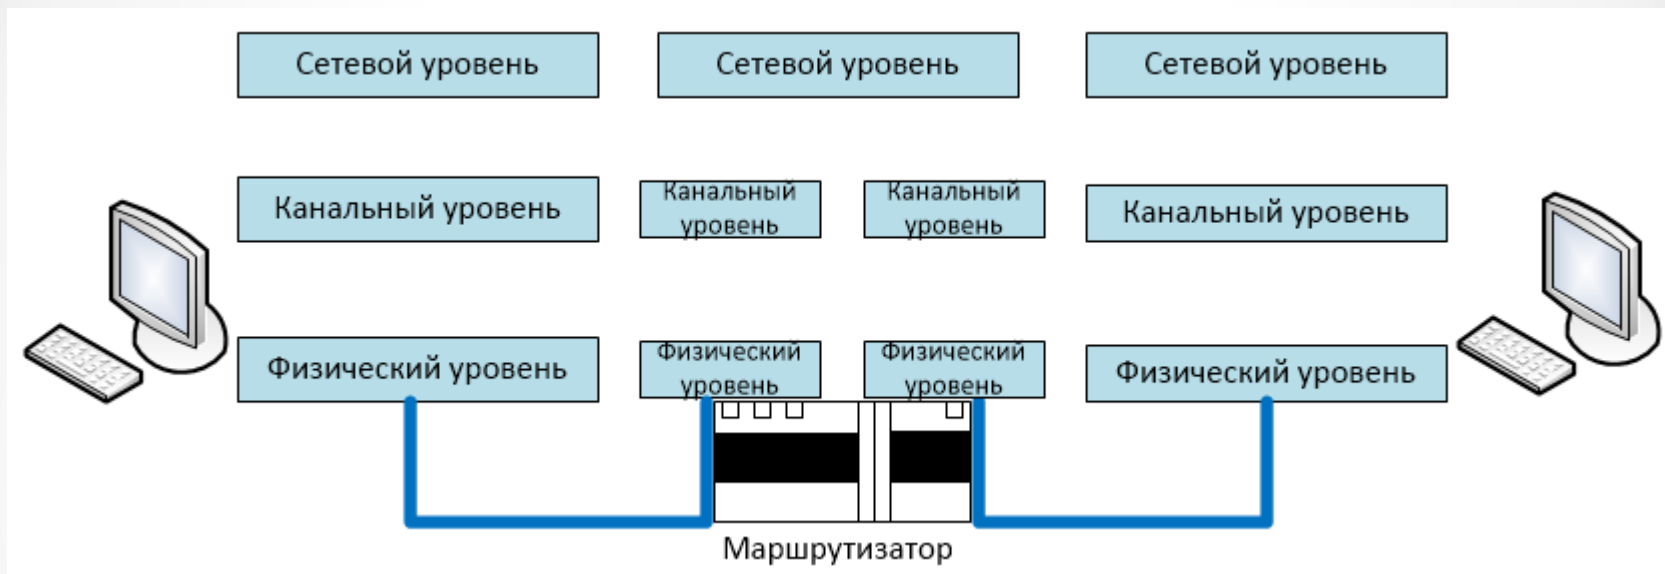 Сетевой уровень
Сетевой уровень
Сетевой уровень
Канальный уровень
Канальный
уровень
Канальный
уровень
Канальный уровень
Физический уровень
Физический
уровень
Физический
уровень
Физический уровень
Маршрутизатор